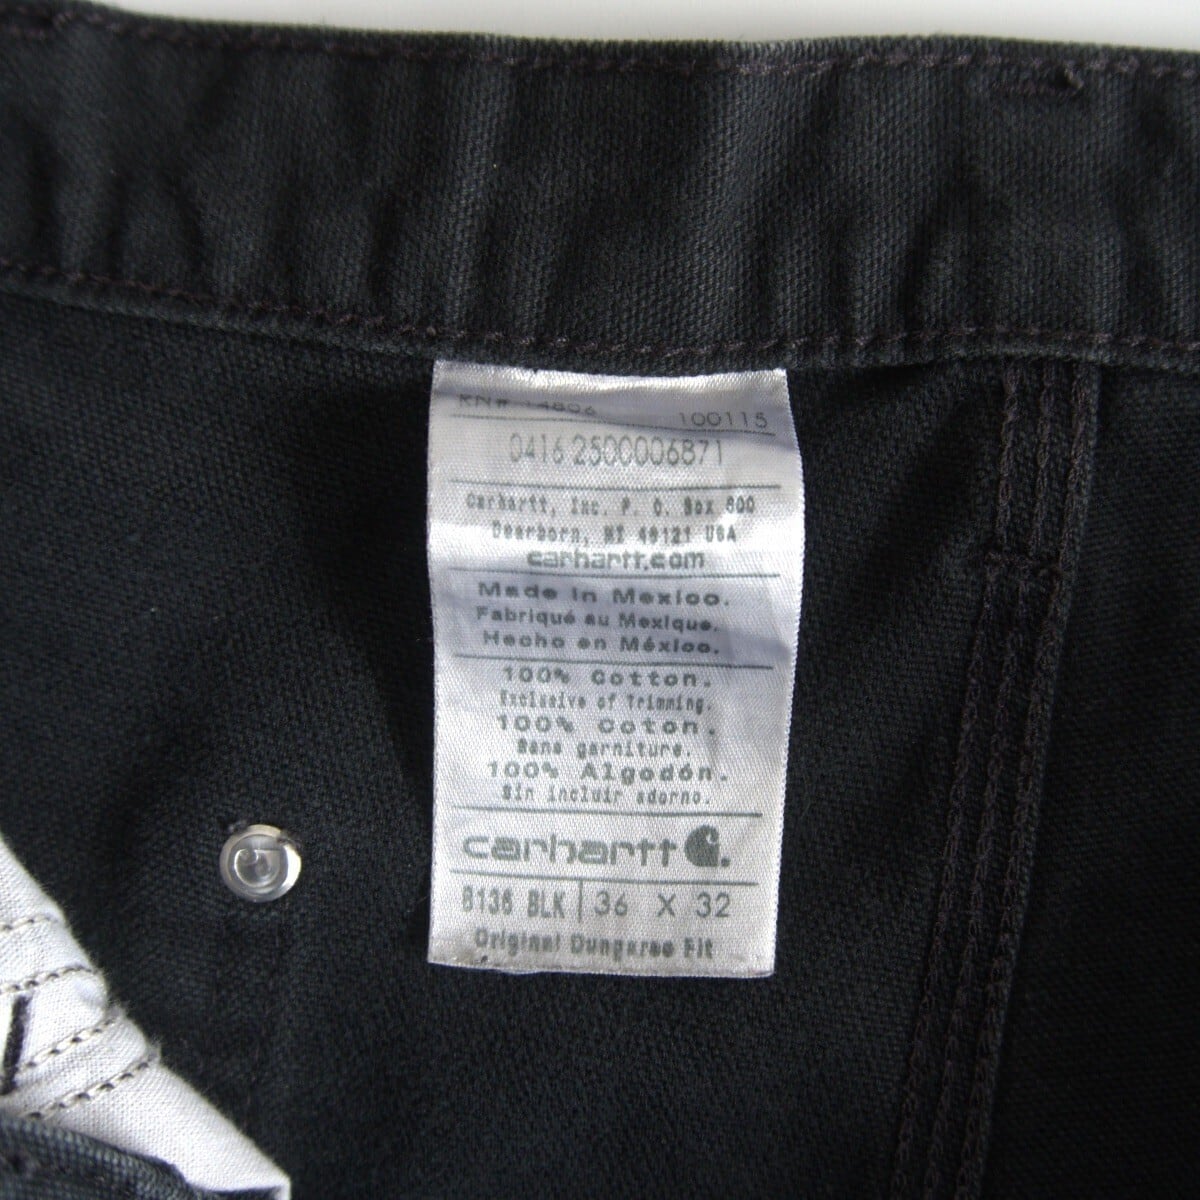 RN# 14806 100115
0416 2500006871
Carhartt, Inc. P. O. Box 600
Dearborn, MI 48121 USA
carhartt.com
Made in Mexico.
Fabriqué au Mexique.
Hecho en México.
100% Cotton.
Exclusive of Trimming.
100% Coton.
Sans garniture.
100% Algodón.
Sin incluir adorno.
carhartt
B136 BLK 36 X 32
Original Dungaree Fit